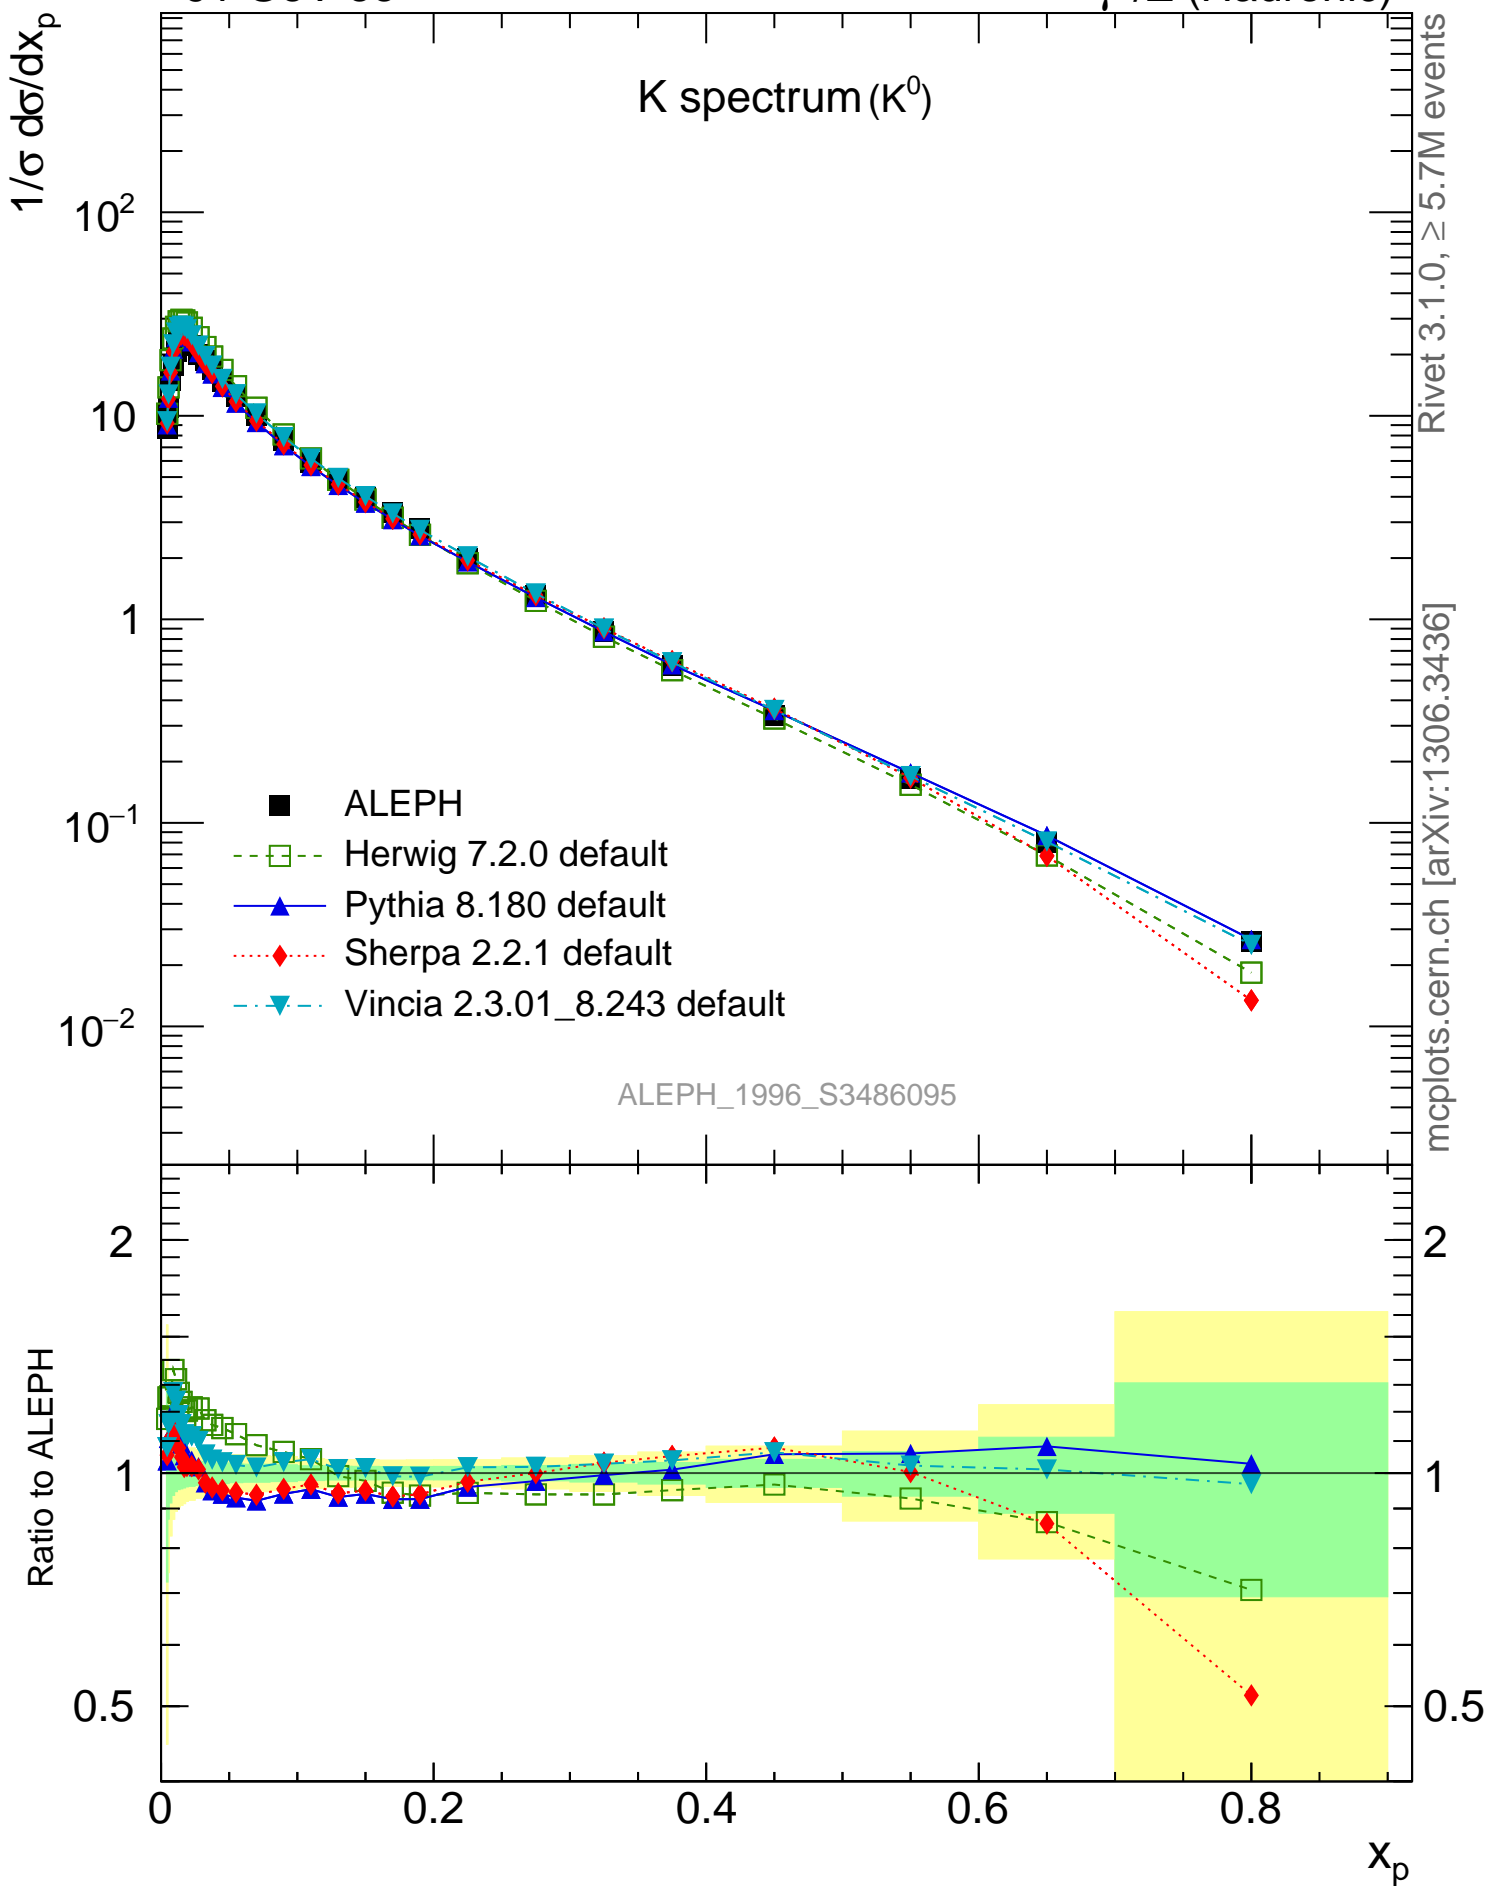 1/σ dσ/dxₚ
K spectrum (K⁰)
10²
10
1
10⁻¹
10⁻²
ALEPH
Herwig 7.2.0 default
Pythia 8.180 default
Sherpa 2.2.1 default
Vincia 2.3.01_8.243 default
ALEPH_1996_S3486095
Rivet 3.1.0, ≥ 5.7M events
mcplots.cern.ch [arXiv:1306.3436]
Ratio to ALEPH
2
1
0.5
2
1
0.5
0
0.2
0.4
0.6
0.8
xₚ